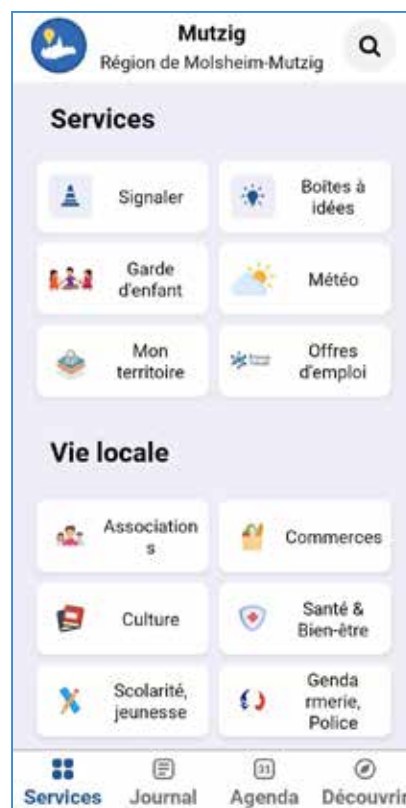 Mutzig
Région de Molsheim-Mutzig
Services
Signaler
Boîtes à
idées
Garde
d'enfant
Météo
Mon
territoire
Offres
d'emploi
Vie locale
Association
s
Commerces
Culture
Santé &
Bien-être
Scolarité,
jeunesse
Genda
rmerie,
Police
31
Services Journal Agenda Découvrir